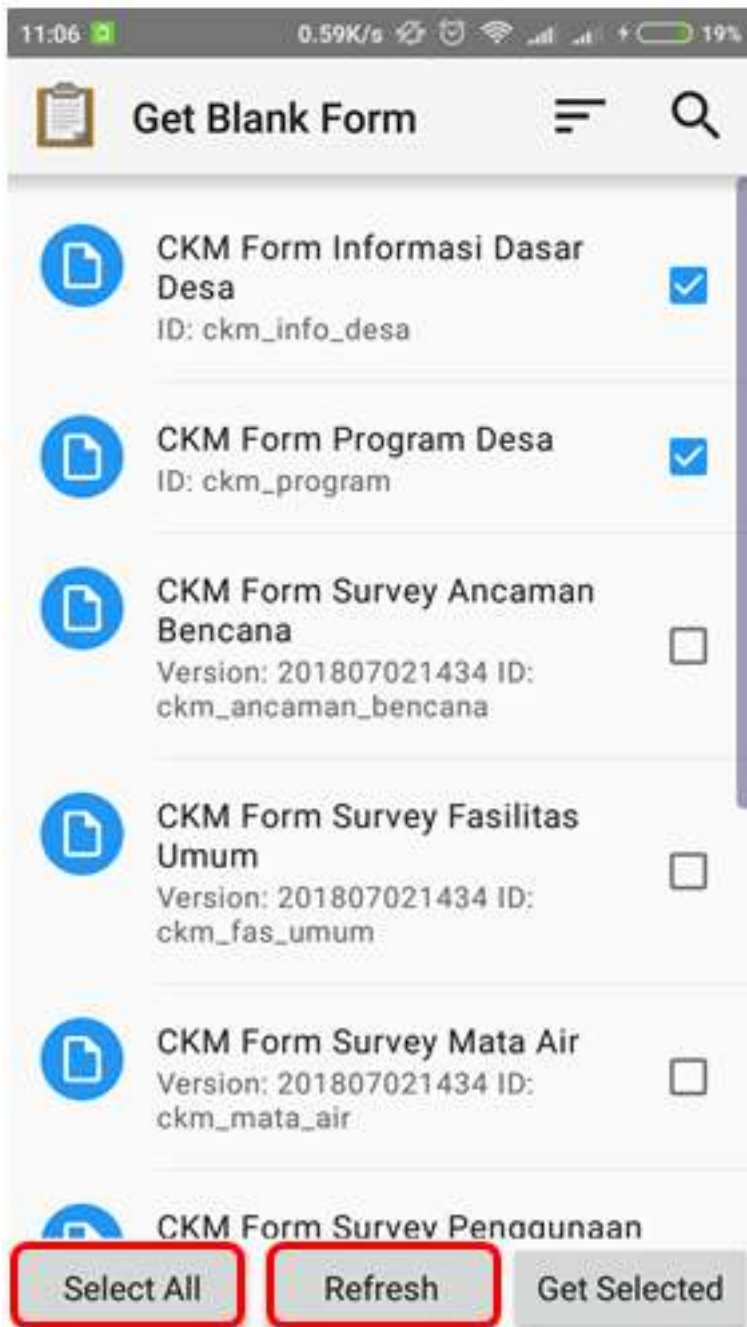 11:06 0.59K/s 19%
Get Blank Form
CKM Form Informasi Dasar
Desa
ID: ckm_info_desa
CKM Form Program Desa
ID: ckm_program
CKM Form Survey Ancaman
Bencana
Version: 201807021434 ID:
ckm_ancaman_bencana
CKM Form Survey Fasilitas
Umum
Version: 201807021434 ID:
ckm_fas_umum
CKM Form Survey Mata Air
Version: 201807021434 ID:
ckm_mata_air
CKM Form Survey Penggunaan
Select All Refresh Get Selected